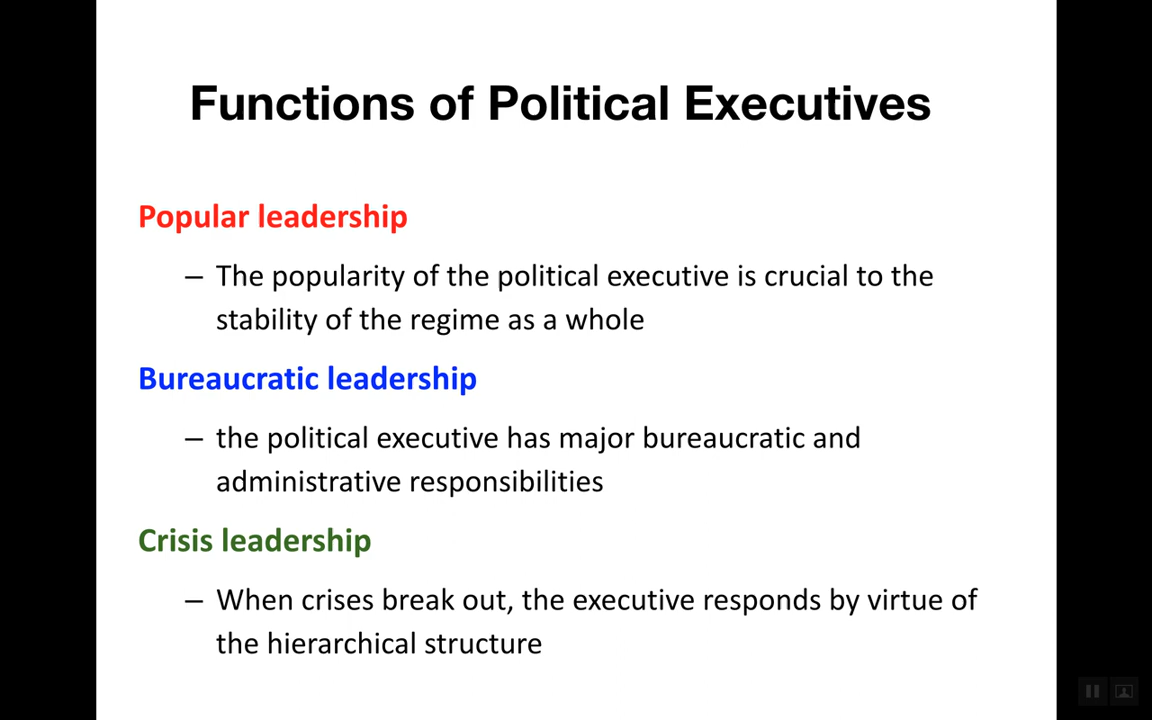 Functions of Political Executives
Popular leadership
– The popularity of the political executive is crucial to the
stability of the regime as a whole
Bureaucratic leadership
– the political executive has major bureaucratic and
administrative responsibilities
Crisis leadership
– When crises break out, the executive responds by virtue of
the hierarchical structure